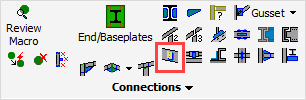 Review
Macro
End/Baseplates
Gusset
Connections